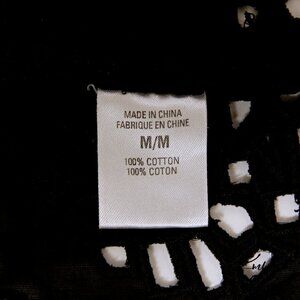 MADE IN CHINA
FABRIQUE EN CHINE
M/M
100% COTTON
100% COTON